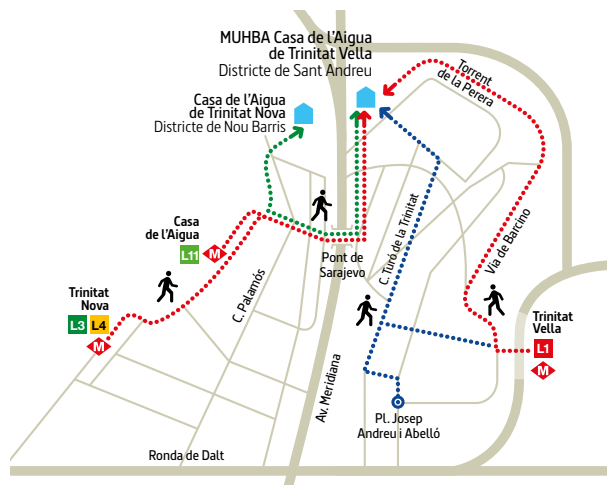 MUHBA Casa de l'Aigua
de Trinitat Vella
Districte de Sant Andreu
Torrent
de la Perera
Casa de l'Aigua
de Trinitat Nova
Districte de Nou Barris
Casa
de l'Aigua
L11
M
Pont de
Sarajevo
C. Turó de la Trinitat
Via de Barcino
Trinitat
Nova
L3
L4
M
C. Palamós
Trinitat
Vella
L1
M
Av. Meridiana
Pl. Josep
Andreu i Abelló
Ronda de Dalt